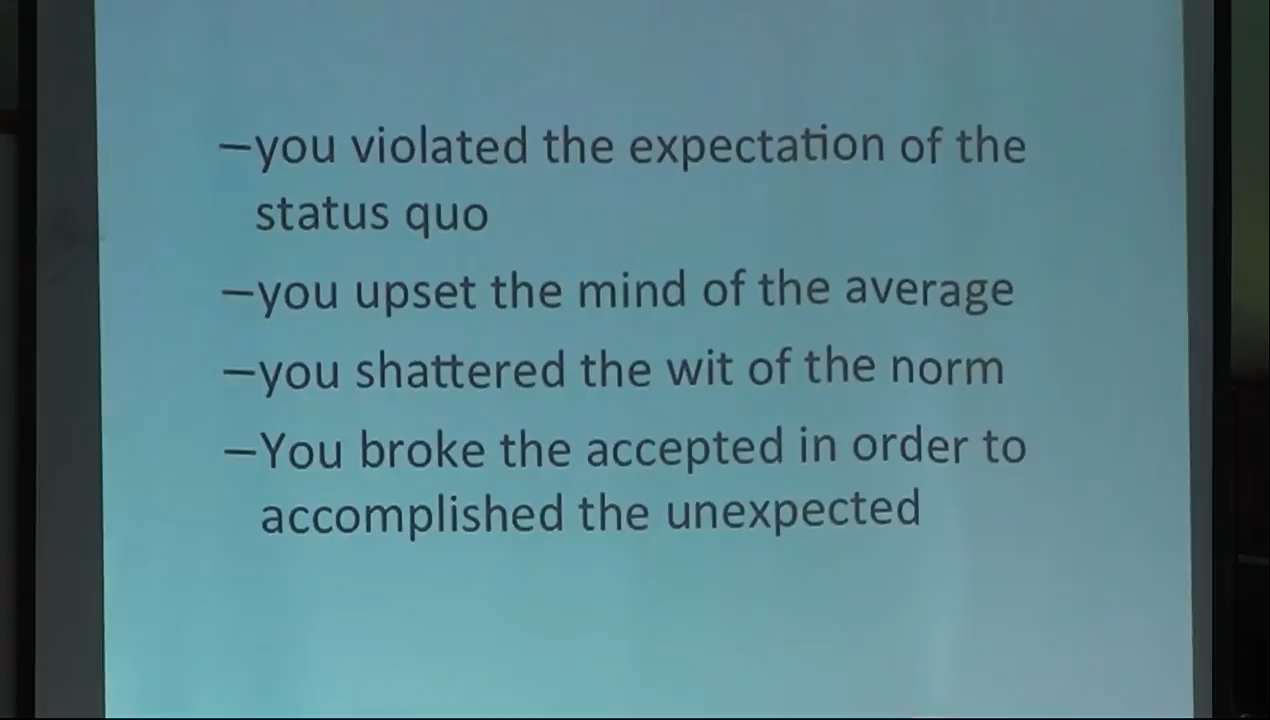 –you violated the expectation of the
status quo
–you upset the mind of the average
–you shattered the wit of the norm
–You broke the accepted in order to
accomplished the unexpected